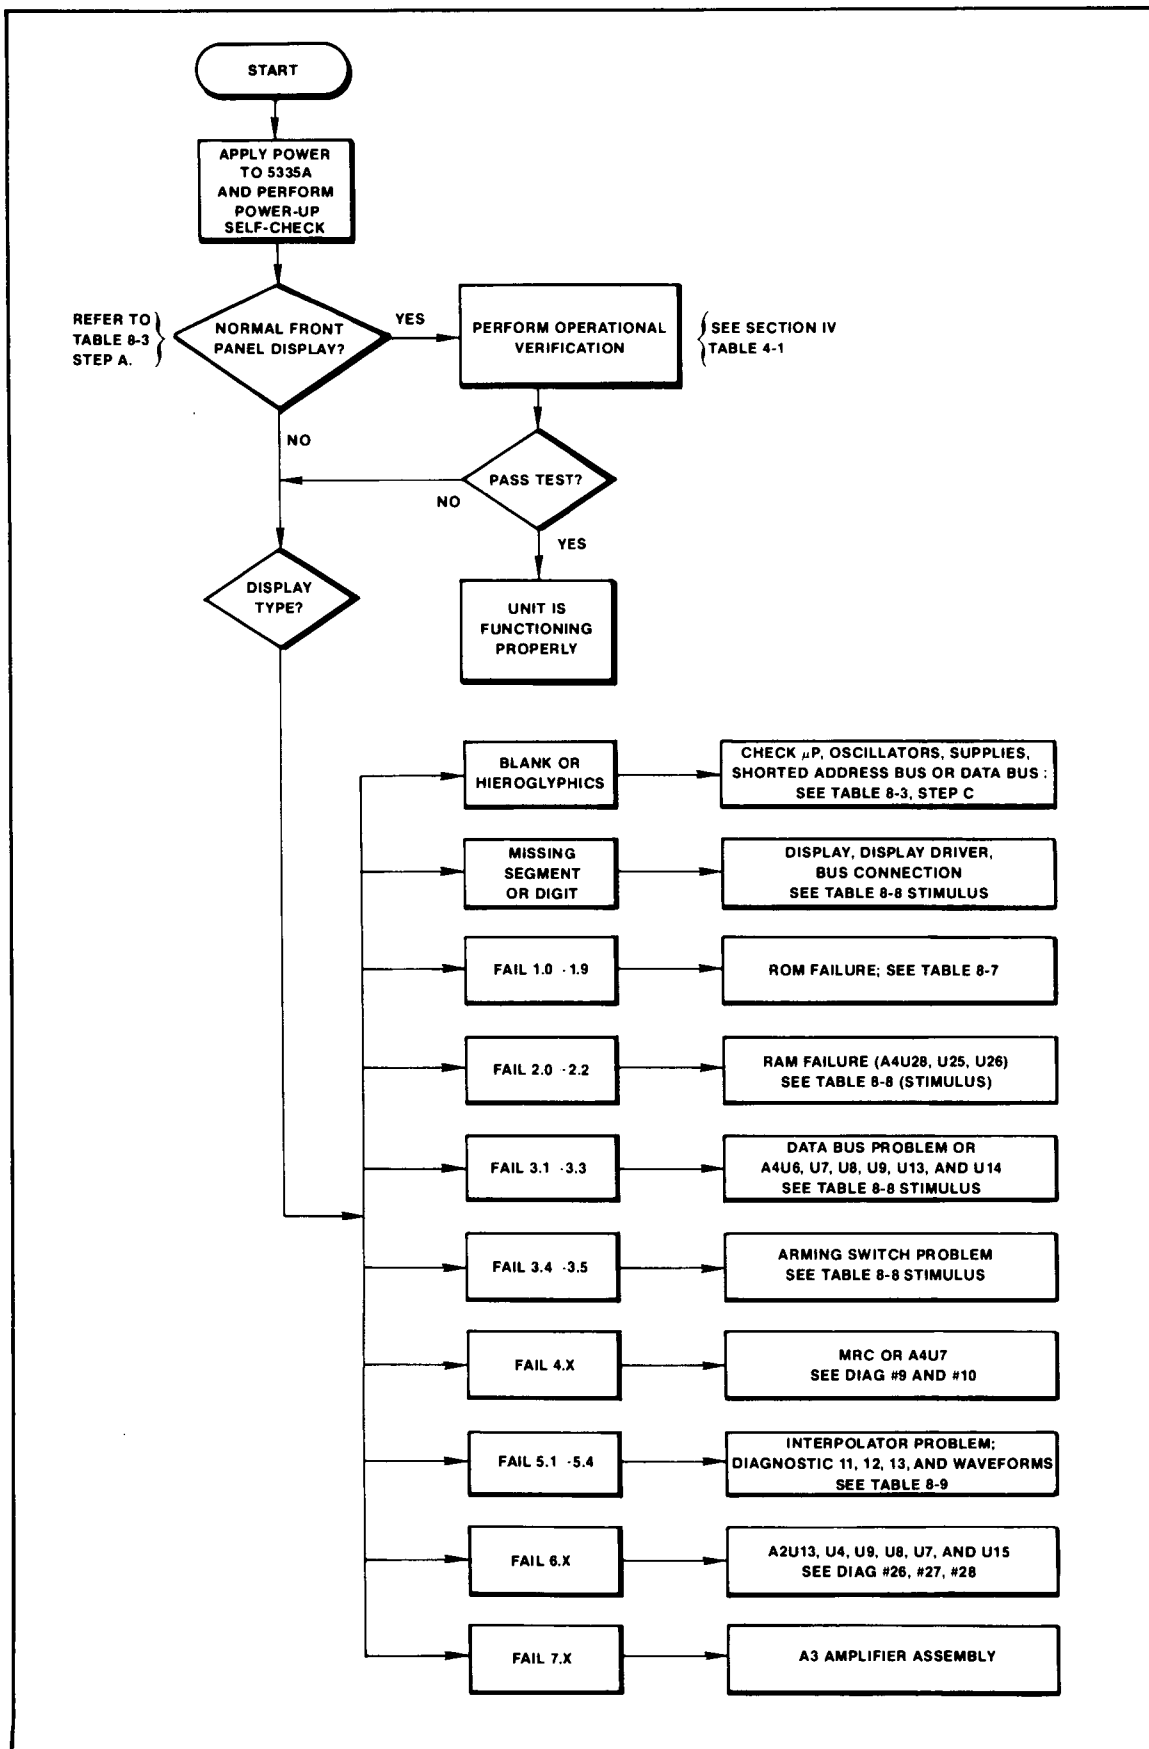 START
APPLY POWER
TO 5335A
AND PERFORM
POWER-UP
SELF-CHECK
REFER TO
TABLE 8-3
STEP A.
NORMAL FRONT
PANEL DISPLAY?
YES
PERFORM OPERATIONAL
VERIFICATION
SEE SECTION IV
TABLE 4-1
NO
PASS TEST?
NO
YES
DISPLAY
TYPE?
UNIT IS
FUNCTIONING
PROPERLY
BLANK OR
HIEROGLYPHICS
CHECK µP, OSCILLATORS, SUPPLIES,
SHORTED ADDRESS BUS OR DATA BUS :
SEE TABLE 8-3, STEP C
MISSING
SEGMENT
OR DIGIT
DISPLAY, DISPLAY DRIVER,
BUS CONNECTION
SEE TABLE 8-8 STIMULUS
FAIL 1.0 -1.9
ROM FAILURE; SEE TABLE 8-7
FAIL 2.0 -2.2
RAM FAILURE (A4U28, U25, U26)
SEE TABLE 8-8 (STIMULUS)
FAIL 3.1 -3.3
DATA BUS PROBLEM OR
A4U6, U7, U8, U9, U13, AND U14
SEE TABLE 8-8 STIMULUS
FAIL 3.4 -3.5
ARMING SWITCH PROBLEM
SEE TABLE 8-8 STIMULUS
FAIL 4.X
MRC OR A4U7
SEE DIAG #9 AND #10
FAIL 5.1 -5.4
INTERPOLATOR PROBLEM;
DIAGNOSTIC 11, 12, 13, AND WAVEFORMS
SEE TABLE 8-9
FAIL 6.X
A2U13, U4, U9, U8, U7, AND U15
SEE DIAG #26, #27, #28
FAIL 7.X
A3 AMPLIFIER ASSEMBLY